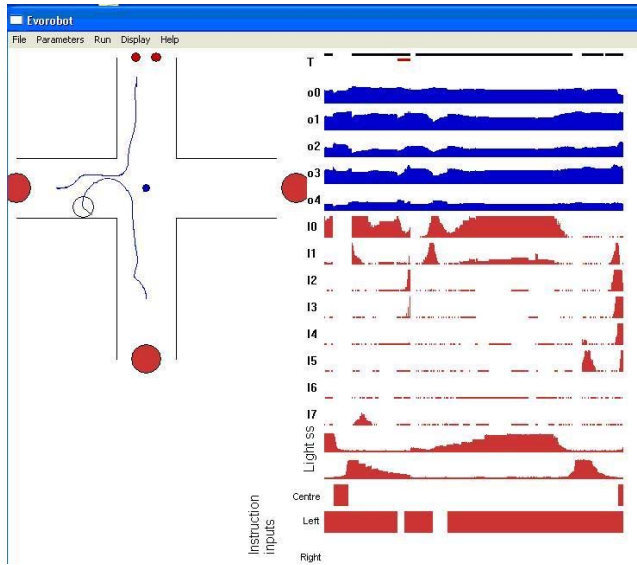 Evorobot
File Parameters Run Display Help
T
o0
o1
o2
o3
o4
I0
I1
I2
I3
I4
I5
I6
I7
Light ss
Centre
Left
Right
Instruction
inputs